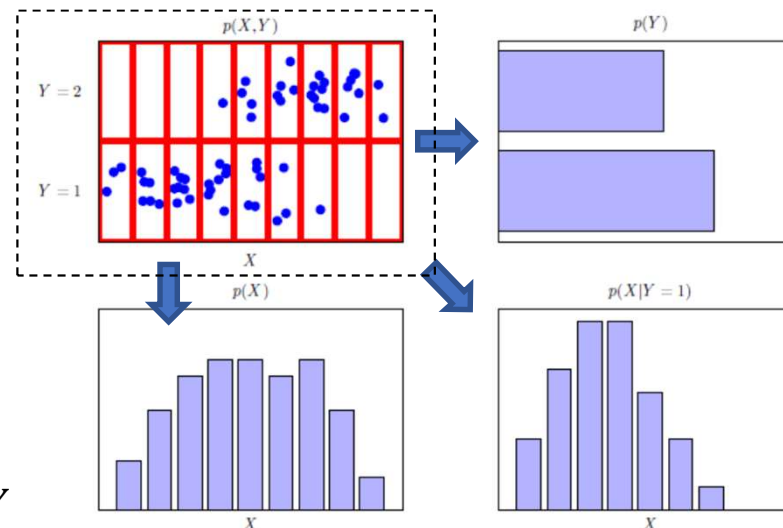 p(X,Y)
Y = 2
Y = 1
X
p(Y)
p(X)
X
p(X|Y = 1)
X